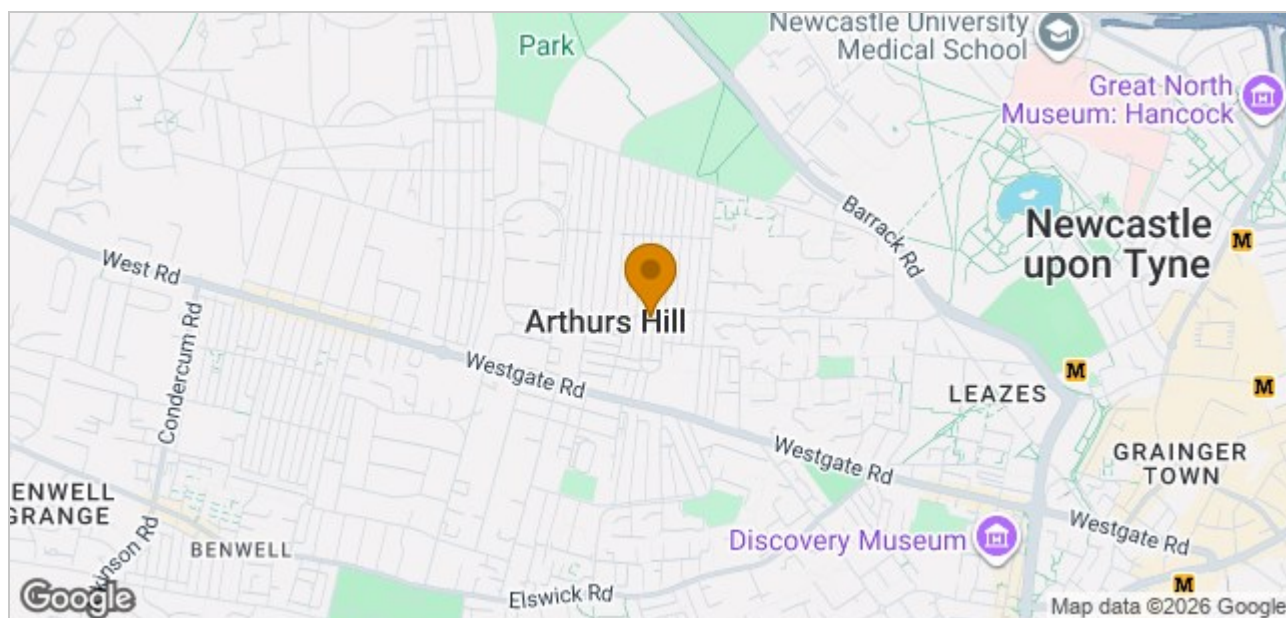 Newcastle University
Medical School
Park
Great North
Museum: Hancock
Barrack Rd
Newcastle
upon Tyne
M
West Rd
Arthurs Hill
Condercum Rd
Westgate Rd
M
LEAZES
M
Westgate Rd
GRAINGER
TOWN
ENWELL
GRANGE
BENWELL
Westgate Rd
Discovery Museum
kinson Rd
Elswick Rd
M
Google
Map data ©2026 Google